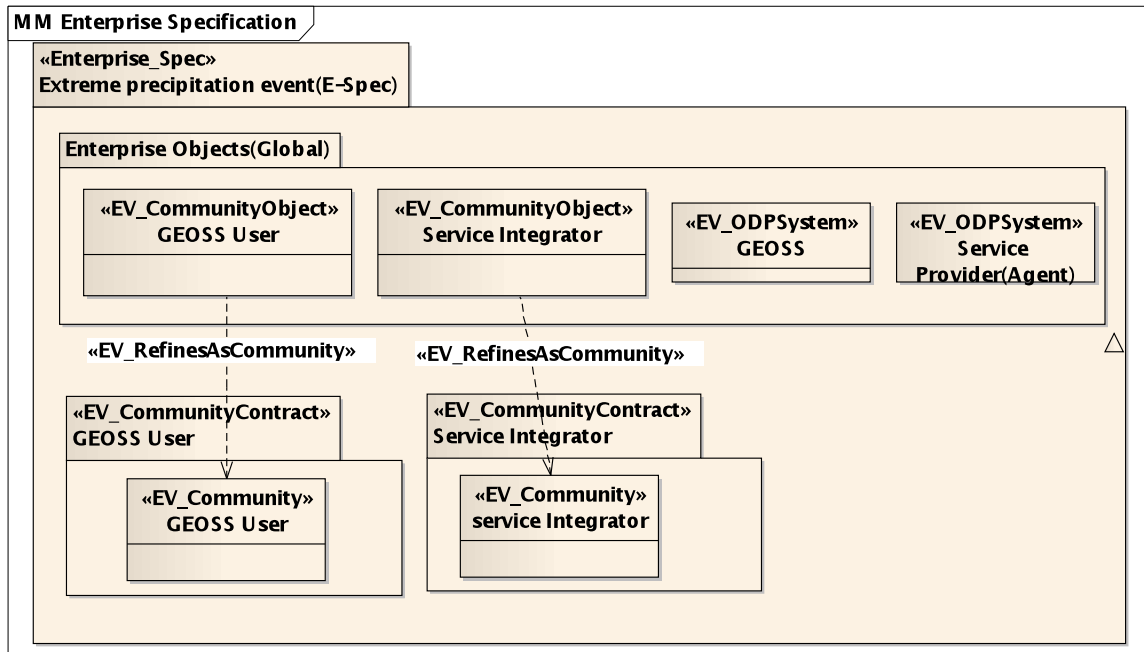 MM Enterprise Specification
«Enterprise_Spec»
Extreme precipitation event(E-Spec)
Enterprise Objects(Global)
«EV_CommunityObject»
GEOSS User
«EV_CommunityObject»
Service Integrator
«EV_ODPSystem»
GEOSS
«EV_ODPSystem»
Service
Provider(Agent)
«EV_RefinesAsCommunity»
«EV_RefinesAsCommunity»
«EV_CommunityContract»
GEOSS User
«EV_CommunityContract»
Service Integrator
«EV_Community»
GEOSS User
«EV_Community»
service Integrator